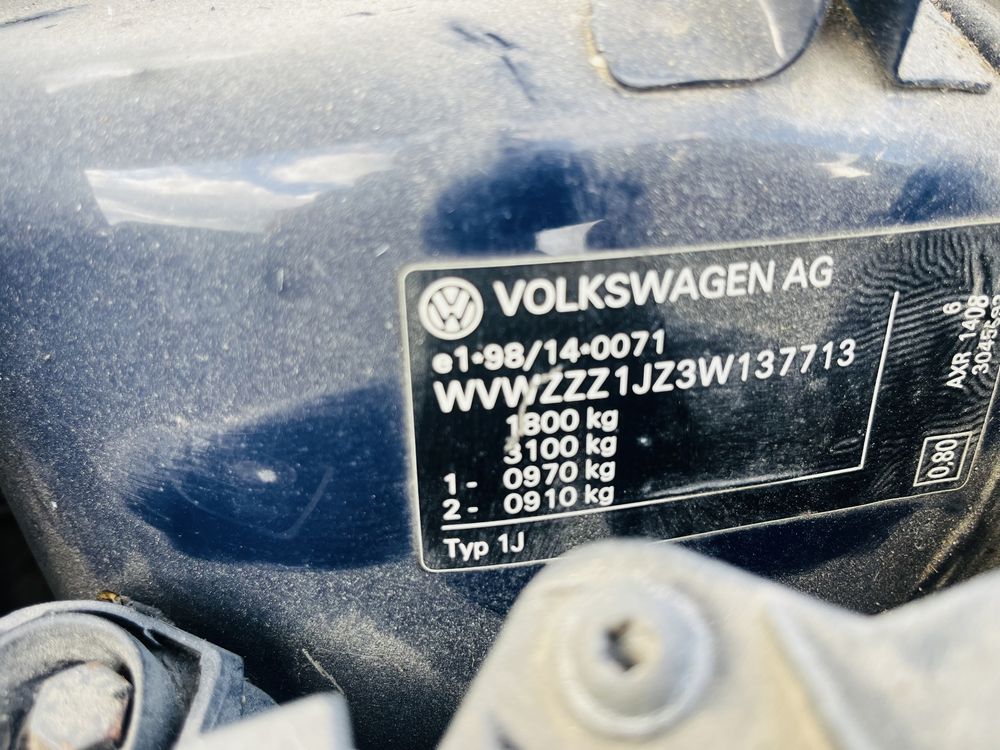 VOLKSWAGEN AG
e1*98/14*0071
WVWZZZ1JZ3W137713
1800 kg
3100 kg
1- 0970 kg
2- 0910 kg
Typ 1J
6
AXR 1408
0,80